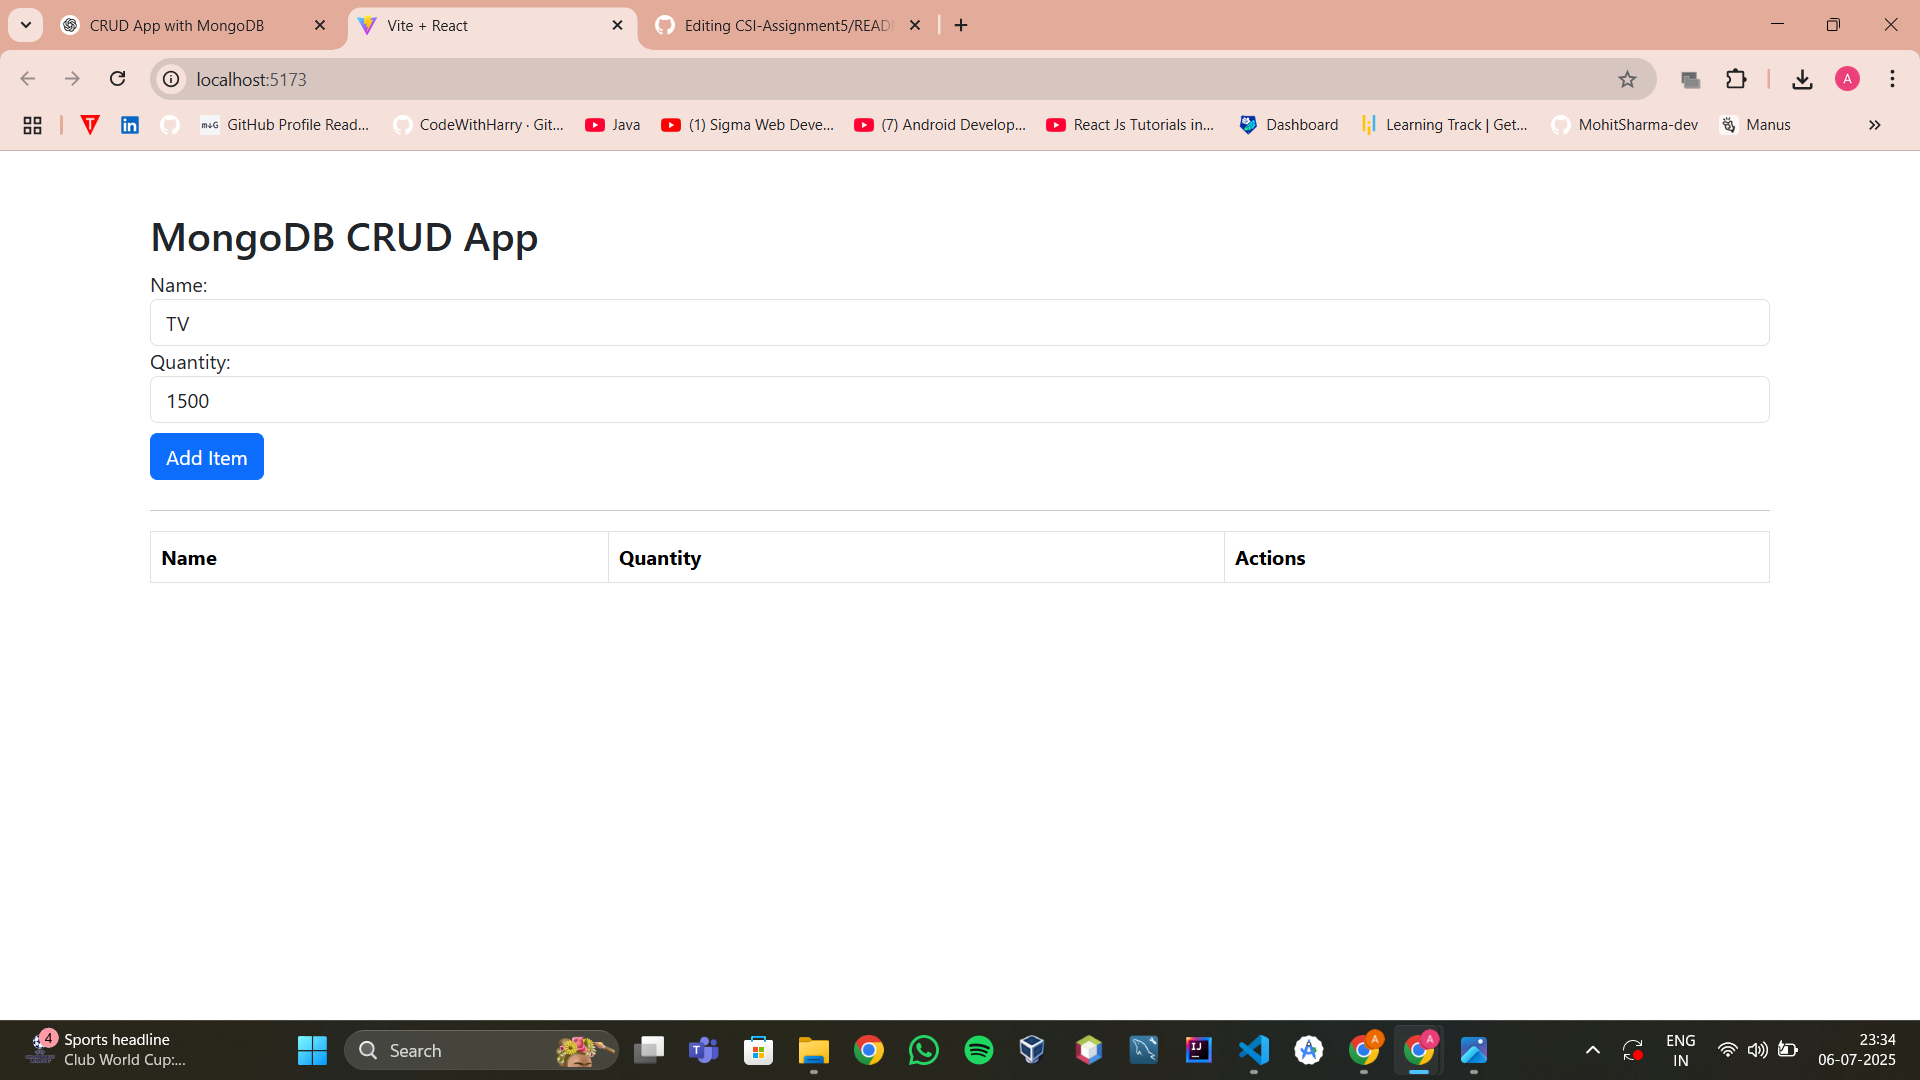 CRUD App with MongoDB
Vite + React
Editing CSI-Assignment5/READ
localhost:5173
A
GitHub Profile Read...
CodeWithHarry · Git...
Java
(1) Sigma Web Deve...
(7) Android Develop...
React Js Tutorials in...
Dashboard
Learning Track | Get...
MohitSharma-dev
Manus
MongoDB CRUD App
Name:
TV
Quantity:
1500
Add Item
Name Quantity Actions
4
Sports headline
Club World Cup:...
Search
A
A
ENG
IN
23:34
06-07-2025